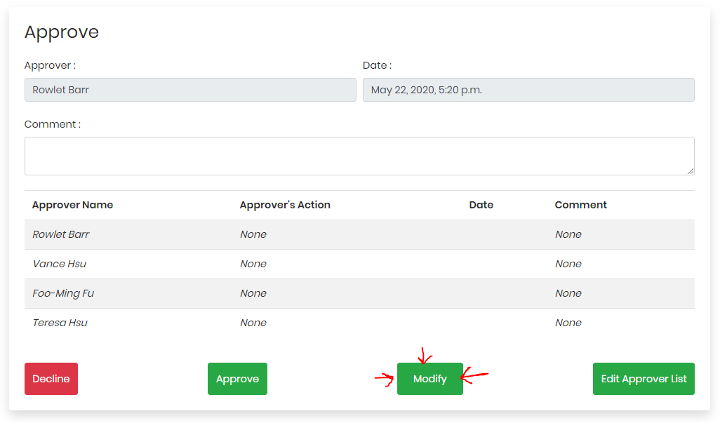 Approve
Approver : Date :
Rowlet Barr May 22, 2020, 5:20 p.m.
Comment :
Approver Name Approver's Action Date Comment
Rowlet Barr None None
Vance Hsu None None
Foo-Ming Fu None None
Teresa Hsu None None
Decline Approve Modify Edit Approver List